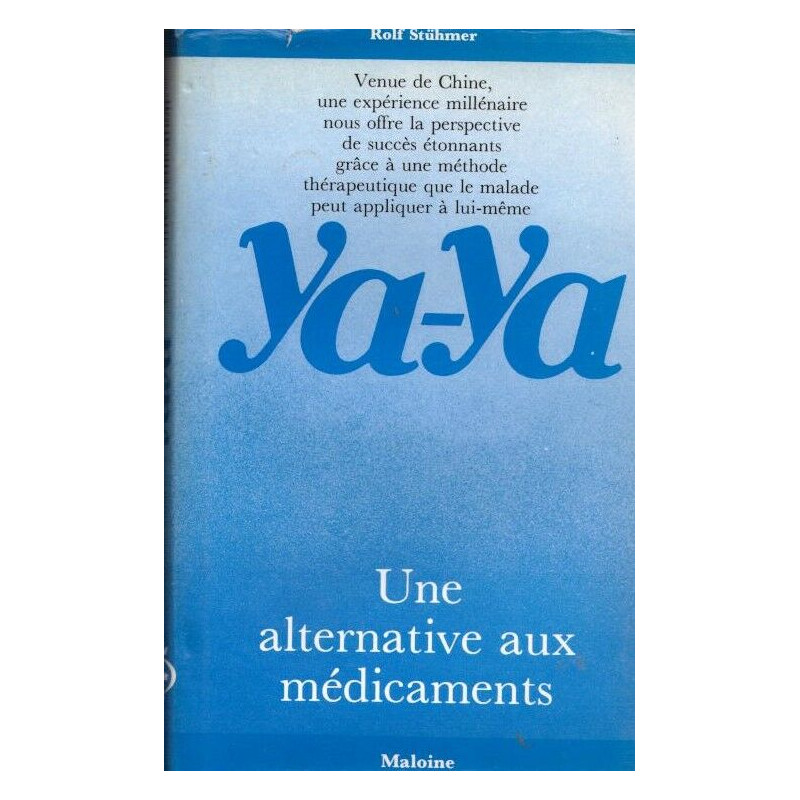 Rolf Stühmer
Venue de Chine,
une expérience millénaire
nous offre la perspective
de succès étonnants
grâce à une méthode
thérapeutique que le malade
peut appliquer à lui-même
ya-ya
Une
alternative aux
médicaments
Maloine